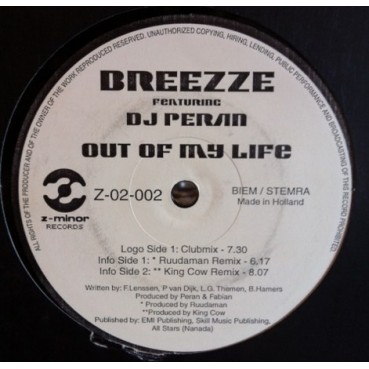 ALL RIGHTS OF THE PRODUCER AND OF THE OWNER OF THE WORK REPRODUCED RESERVED. UNAUTHORIZED COPYING, HIRING, LENDING, PUBLIC PERFORMANCE AND BROADCASTING OF THIS RECORD PROHIBITED
BREEZZE
FEATURING
DJ PERAN
OUT OF MY LIFE
Z-02-002
BIEM / STEMRA
Made in Holland
z-minor
RECORDS
Logo Side 1: Clubmix - 7.30
Info Side 1: * Ruudaman Remix - 6.17
Info Side 2: ** King Cow Remix - 8.07
Written by: F.Lenssen, P van Dijk, L.G. Thieman, B.Hamers
Produced by Peran & Fabian
* Produced by Ruudaman
**Produced by King Cow
Published by: EMI Publishing, Skill Music Publishing,
All Stars (Nanada)